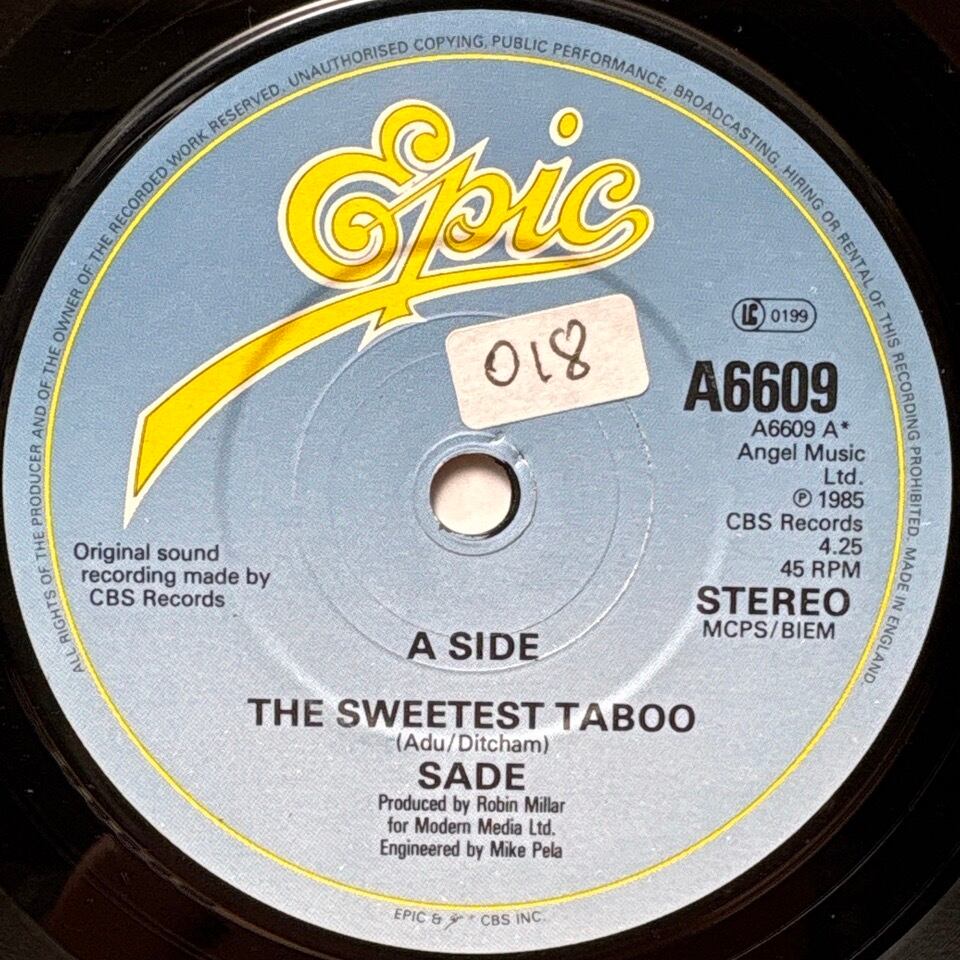 ALL RIGHTS OF THE PRODUCER AND OF THE OWNER OF THE RECORDED WORK RESERVED. UNAUTHORISED COPYING, PUBLIC PERFORMANCE, BROADCASTING, HIRING OR RENTAL OF THIS RECORDING PROHIBITED. MADE IN ENGLAND.
Epic
018
LC 0199
A6609
A6609 A*
Angel Music
Ltd.
℗ 1985
CBS Records
4.25
45 RPM
STEREO
MCPS/BIEM
Original sound
recording made by
CBS Records
A SIDE
THE SWEETEST TABOO
(Adu/Ditcham)
SADE
Produced by Robin Millar
for Modern Media Ltd.
Engineered by Mike Pela
EPIC & Epic * CBS INC.